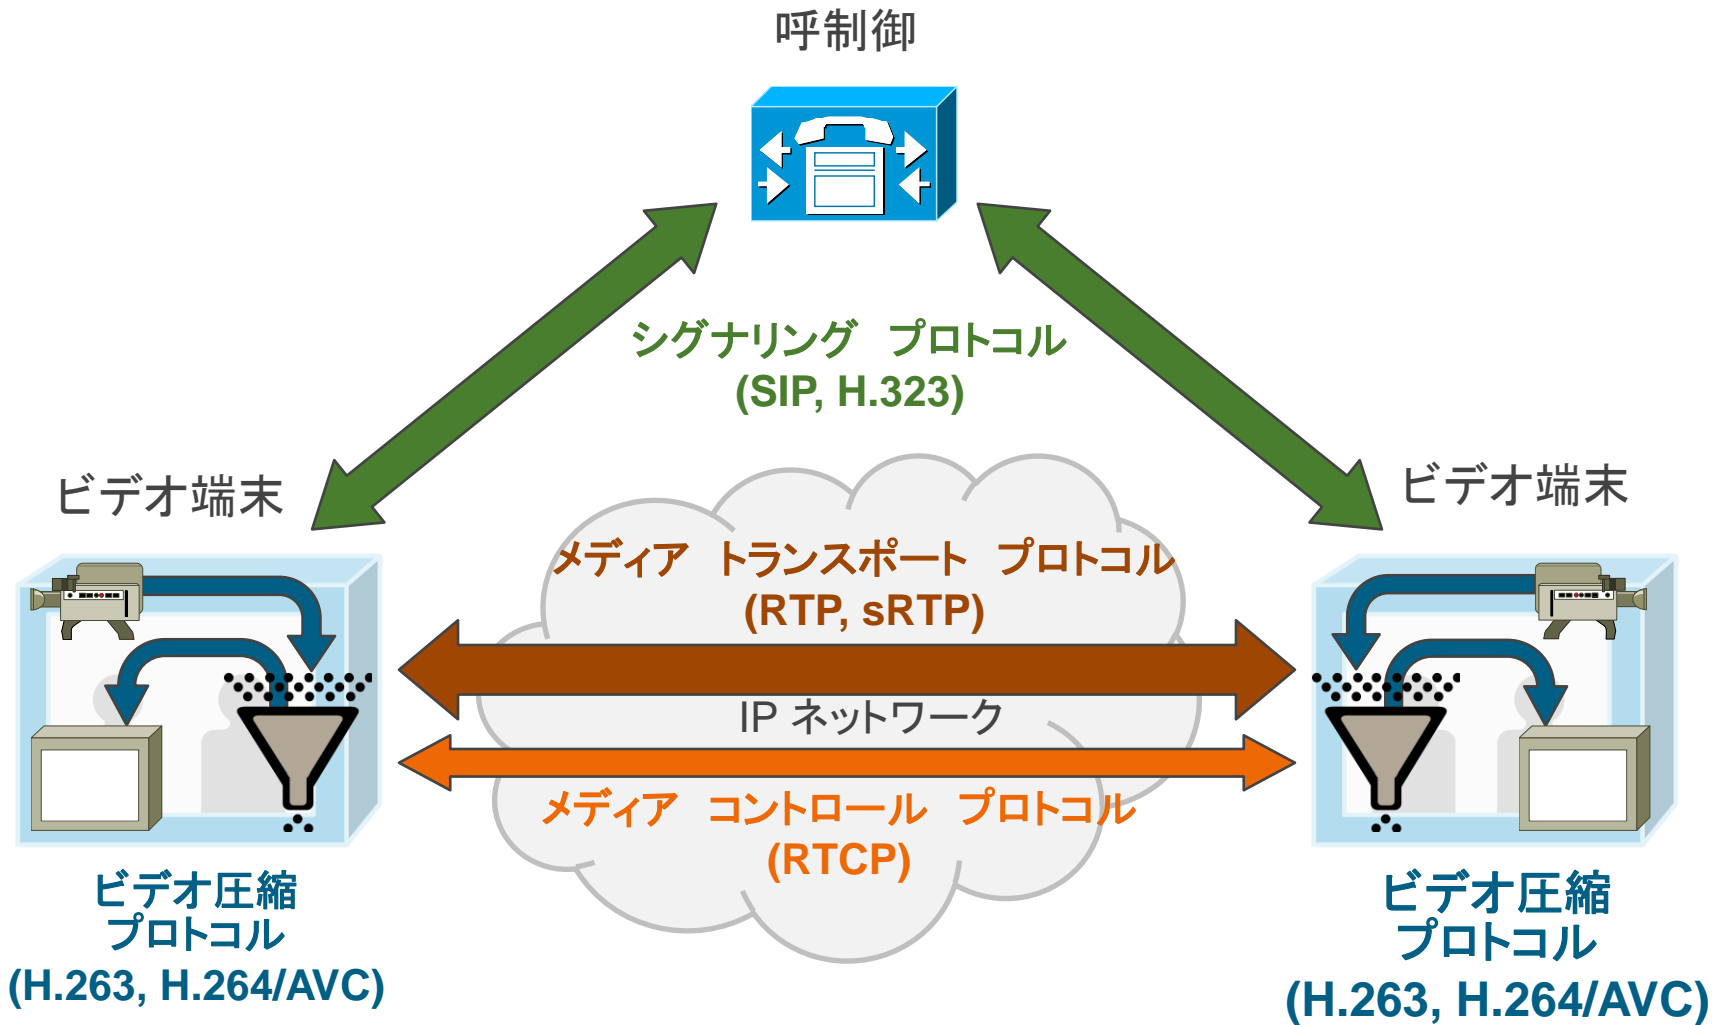 呼制御
シグナリング　プロトコル
(SIP, H.323)
ビデオ端末
ビデオ端末
メディア　トランスポート　プロトコル
(RTP, sRTP)
IP ネットワーク
メディア　コントロール　プロトコル
(RTCP)
ビデオ圧縮
プロトコル
(H.263, H.264/AVC)
ビデオ圧縮
プロトコル
(H.263, H.264/AVC)